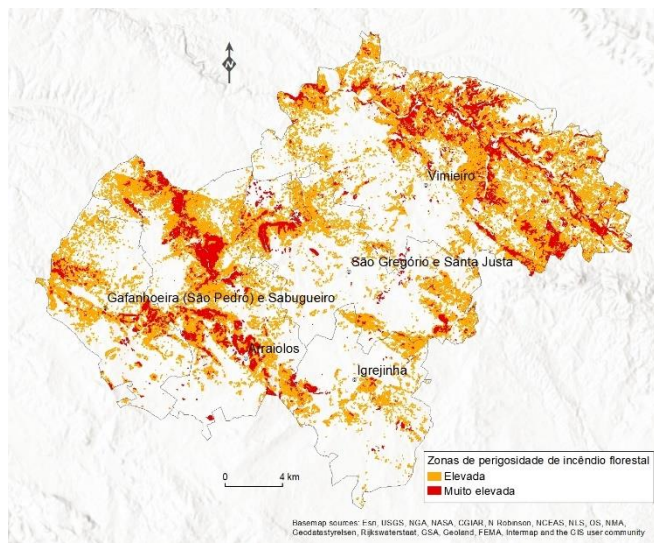 N
Vimieiro
São Gregório e Santa Justa
Gafanhoeira (São Pedro) e Sabugueiro
Arraiolos
Igrejinha
Zonas de perigosidade de incêndio florestal
Elevada
Muito elevada
0 4 km
Basemap sources: Esri, USGS, NGA, NASA, CGIAR, N Robinson, NCEAS, NLS, OS, NMA,
Geodatastyrelsen, Rijkswaterstaat, GSA, Geoland, FEMA, Intermap and the GIS user community